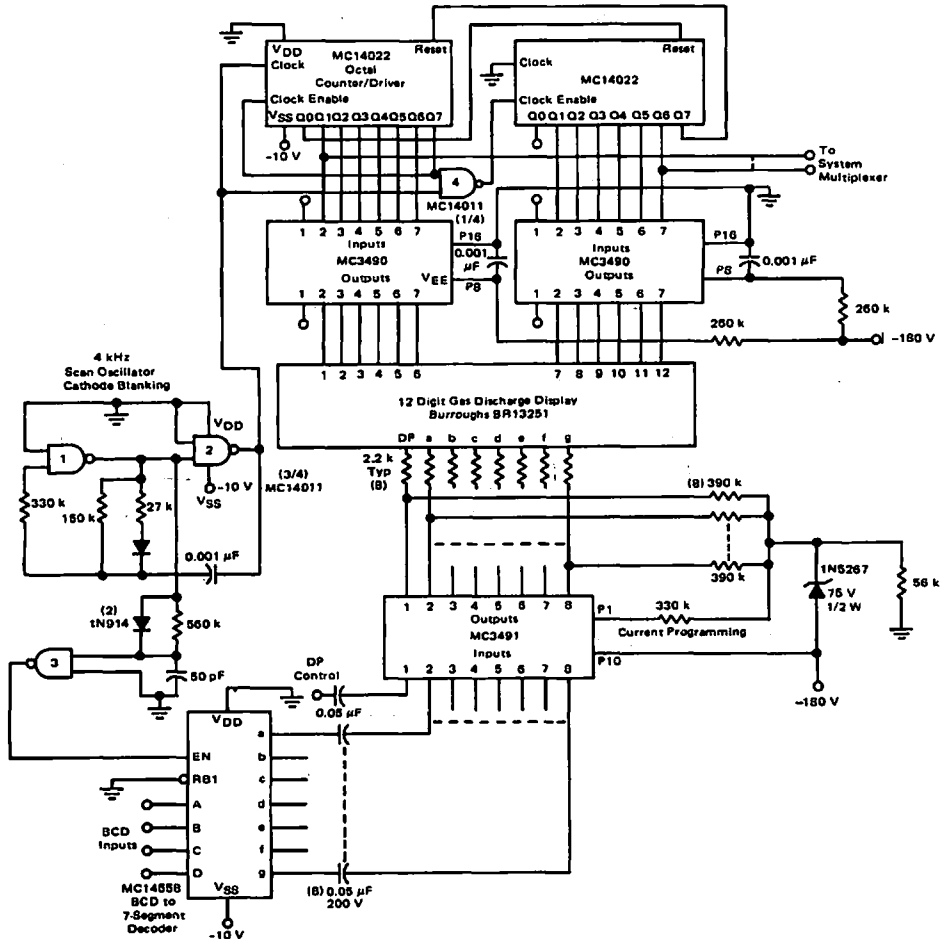 VDD
Clock
MC14022
Octal
Counter/Driver
Reset
Clock Enable
VSS Q0 Q1 Q2 Q3 Q4 Q5 Q6 Q7
-10 V
Reset
Clock
MC14022
Clock Enable
Q0 Q1 Q2 Q3 Q4 Q5 Q6 Q7
To
System
Multiplexer
4
MC14011
(1/4)
1 2 3 4 5 6 7
Inputs
MC3490
Outputs
1 2 3 4 5 6 7
P16
0.001
µF
VEE
P8
1 2 3 4 5 6 7
Inputs
MC3490
Outputs
1 2 3 4 5 6 7
P16
P8
0.001 µF
260 k
260 k
-180 V
4 kHz
Scan Oscillator
Cathode Blanking
1 2 3 4 5 6
7 8 9 10 11 12
12 Digit Gas Discharge Display
Burroughs BR13251
DP a b c d e f g
2.2 k
Typ
(8)
1
VDD
2
-10 V
VSS
(3/4)
MC14011
330 k
150 k
27 k
0.001 µF
(8) 390 k
390 k
1N5267
75 V
1/2 W
56 k
1 2 3 4 5 6 7 8
Outputs
MC3491
Inputs
1 2 3 4 5 6 7 8
P1
330 k
Current Programming
P10
-180 V
(2)
1N914
560 k
3
50 pF
DP
Control
0.05 µF
VDD
EN
RB1
A
B
C
D
BCD
Inputs
a
b
c
d
e
f
g
VSS
MC14558
BCD to
7-Segment
Decoder
-10 V
(8) 0.05 µF
200 V